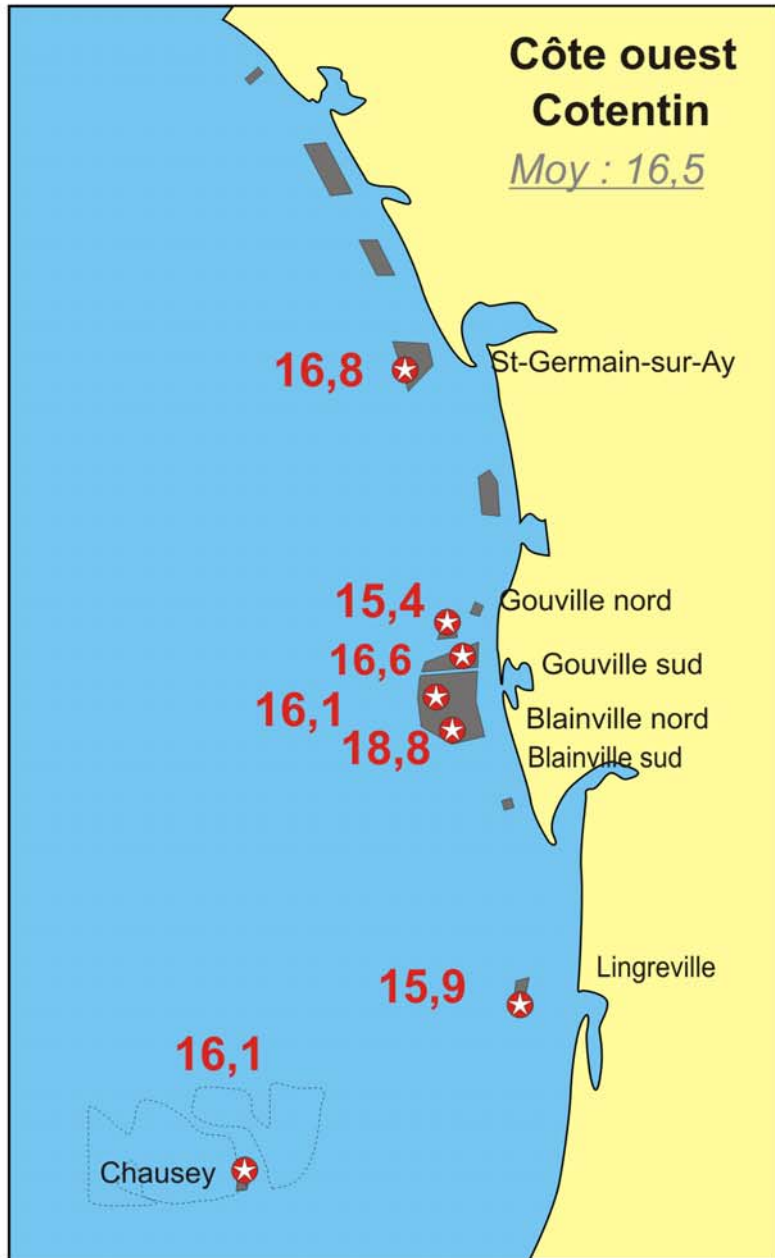 Côte ouest
Cotentin
Moy : 16,5
16,8
St-Germain-sur-Ay
15,4
Gouville nord
16,6
Gouville sud
16,1
Blainville nord
18,8
Blainville sud
15,9
Lingreville
16,1
Chausey